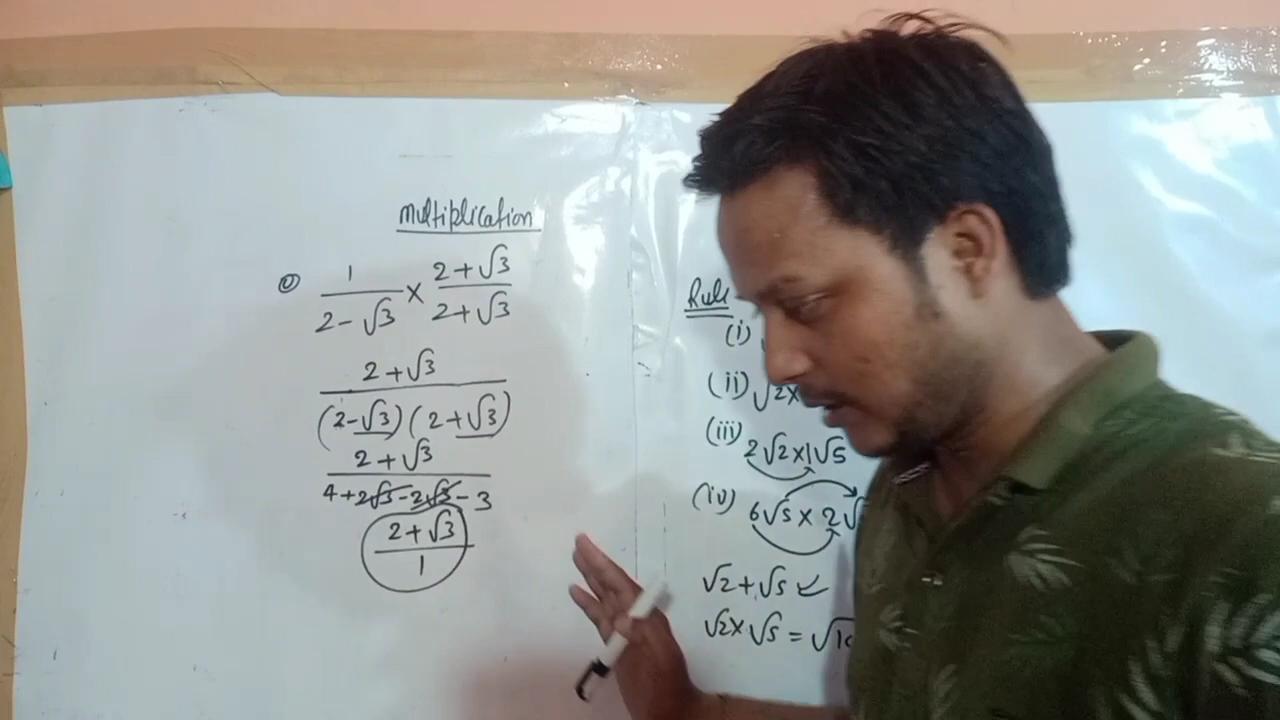 Multiplication
① 1/(2-√3) × (2+√3)/(2+√3)
(2+√3)/((2-√3)(2+√3))
(2+√3)/(4+2√3-2√3-3)
(2+√3)/1
Rule
(i) √
(ii) √2×
(iii) 2√2×1√5
(iv) 6√5 × 2√
√2+√5
√2×√5 = √10